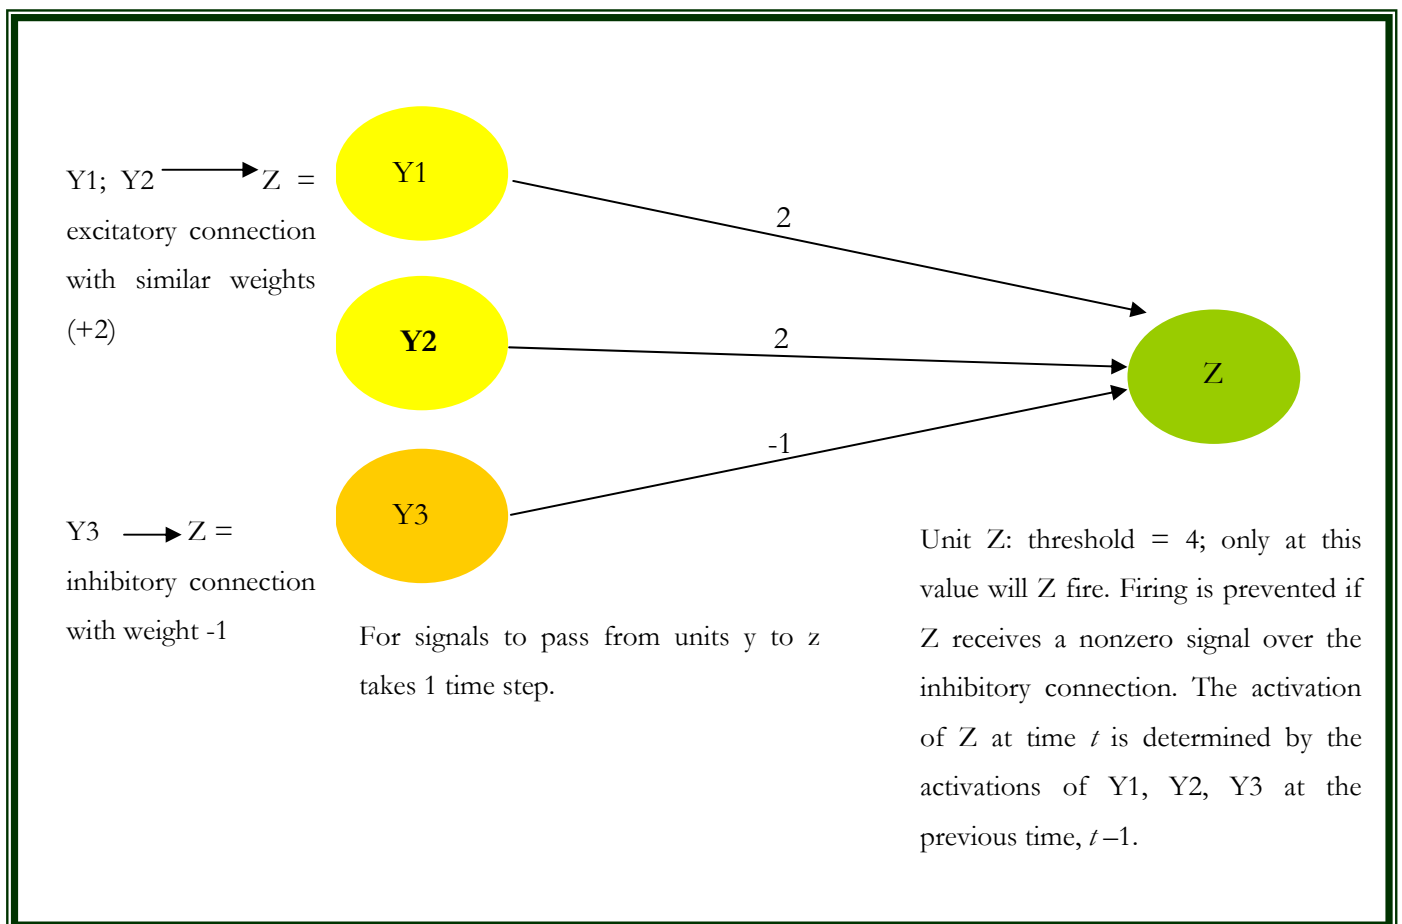 Y1; Y2 Z =
excitatory connection
with similar weights
(+2)
Y1
2
Y2
2
Z
-1
Y3
Y3 Z =
inhibitory connection
with weight -1
For signals to pass from units y to z
takes 1 time step.
Unit Z: threshold = 4; only at this
value will Z fire. Firing is prevented if
Z receives a nonzero signal over the
inhibitory connection. The activation
of Z at time t is determined by the
activations of Y1, Y2, Y3 at the
previous time, t –1.